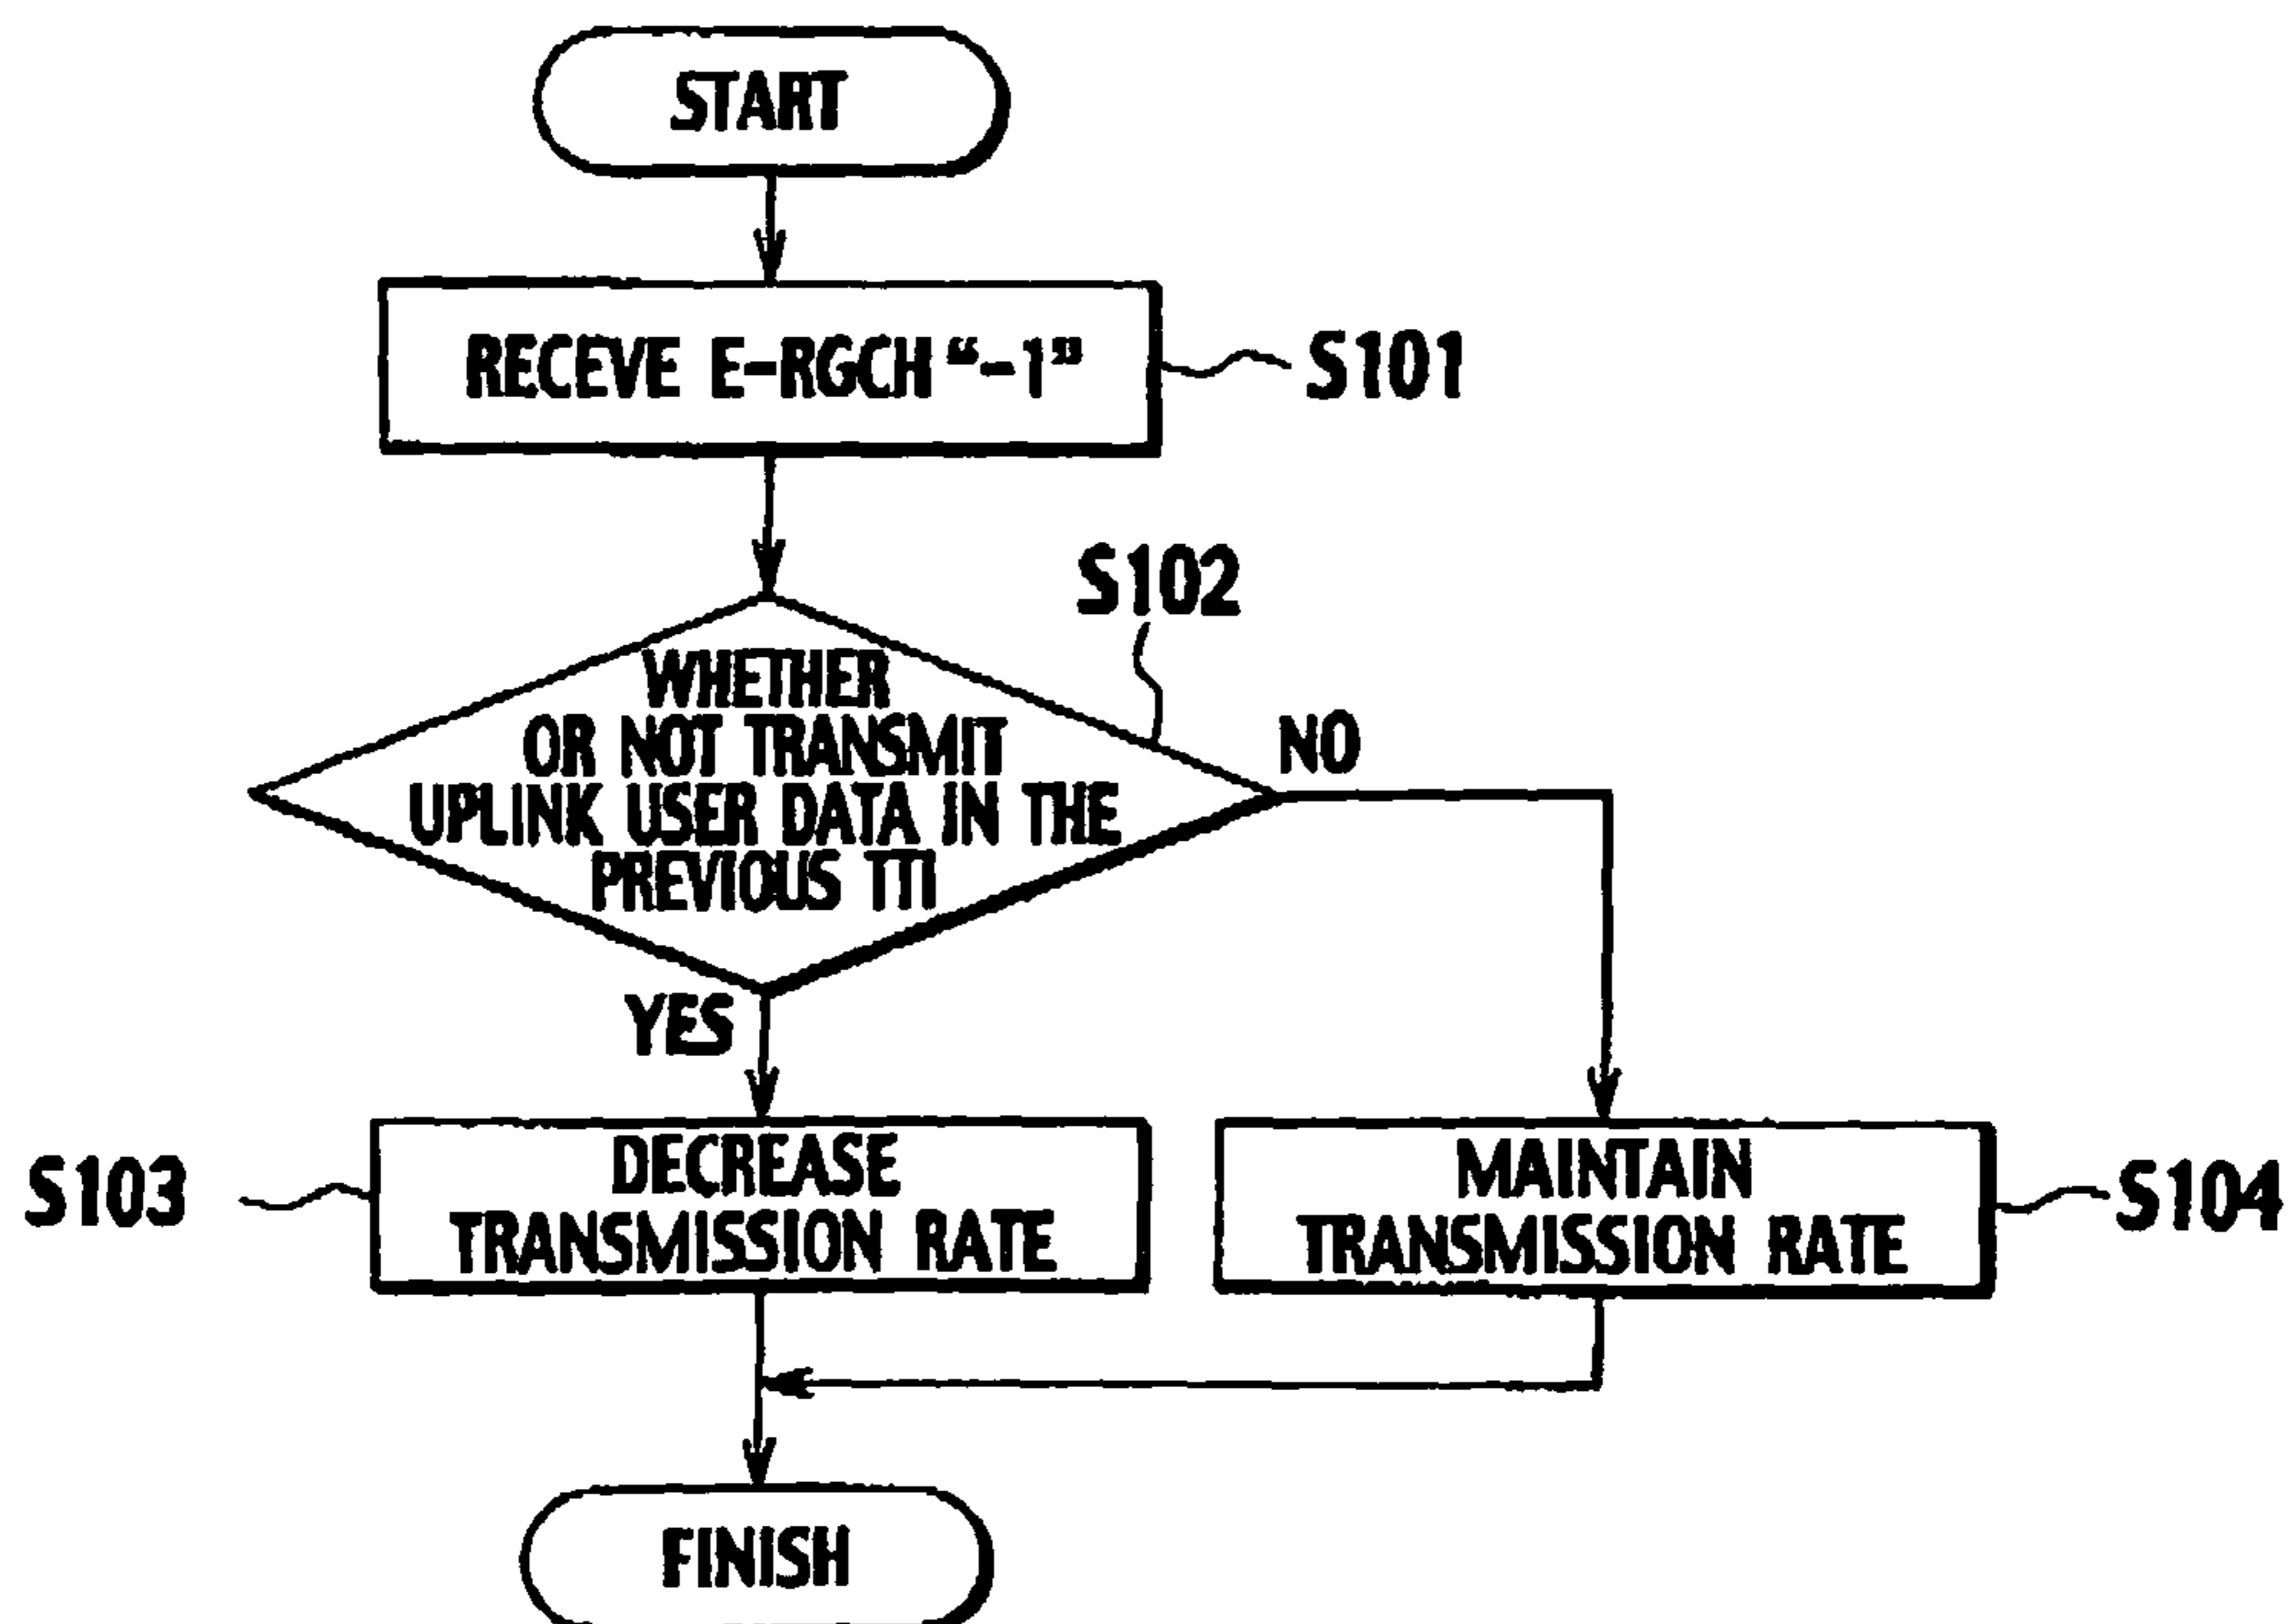 START
RECEVE E-RGCH “-1”
S101
S102
WHETHER
OR NOT TRANSMIT
UPLINK USER DATA IN THE
PREVIOUS TTI
NO
YES
S103
DECREASE
TRANSMISSION RATE
MAINTAIN
TRANSMISSION RATE
S104
FINISH